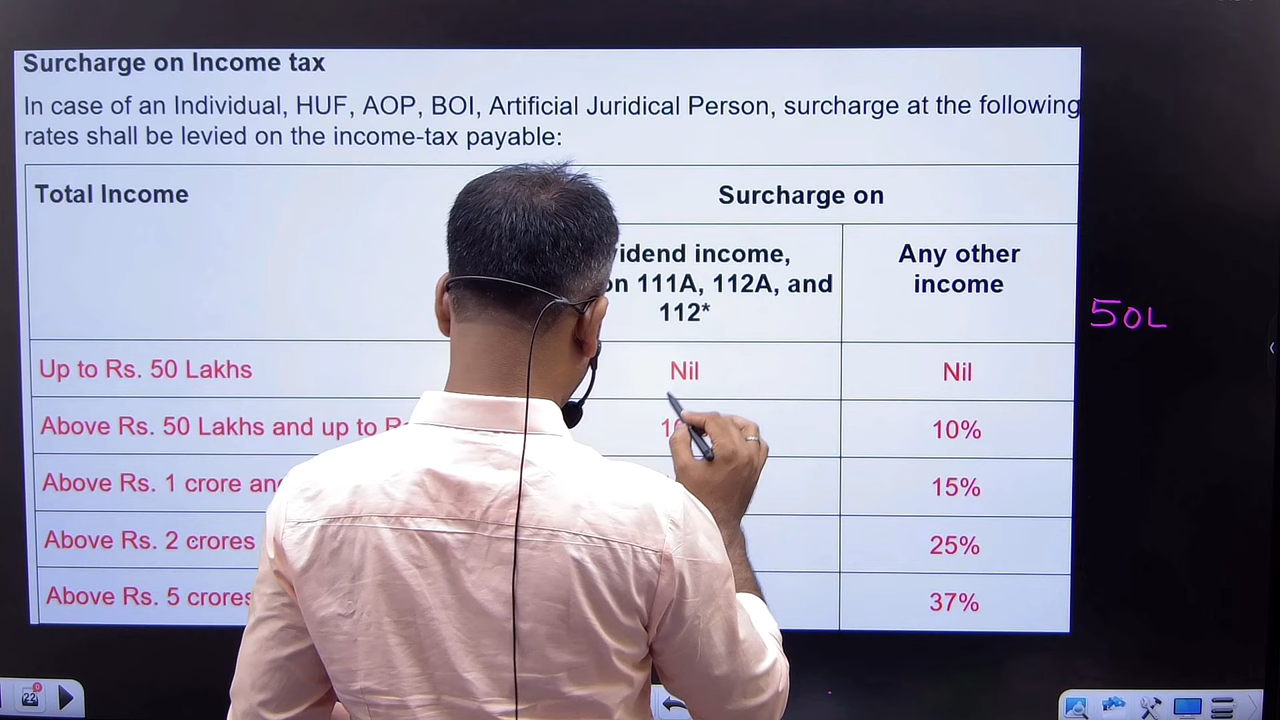 Surcharge on Income tax
In case of an Individual, HUF, AOP, BOI, Artificial Juridical Person, surcharge at the following
rates shall be levied on the income-tax payable:
Total Income
Surcharge on
income,
111A, 112A, and
112*
Any other
income
50L
Up to Rs. 50 Lakhs
Nil
Nil
Above Rs. 50 Lakhs and up to
10%
Above Rs. 1 crore
15%
Above Rs. 2 crores
25%
Above Rs. 5 crores
37%
22